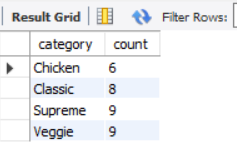 Result Grid Filter Rows:
category count
Chicken 6
Classic 8
Supreme 9
Veggie 9